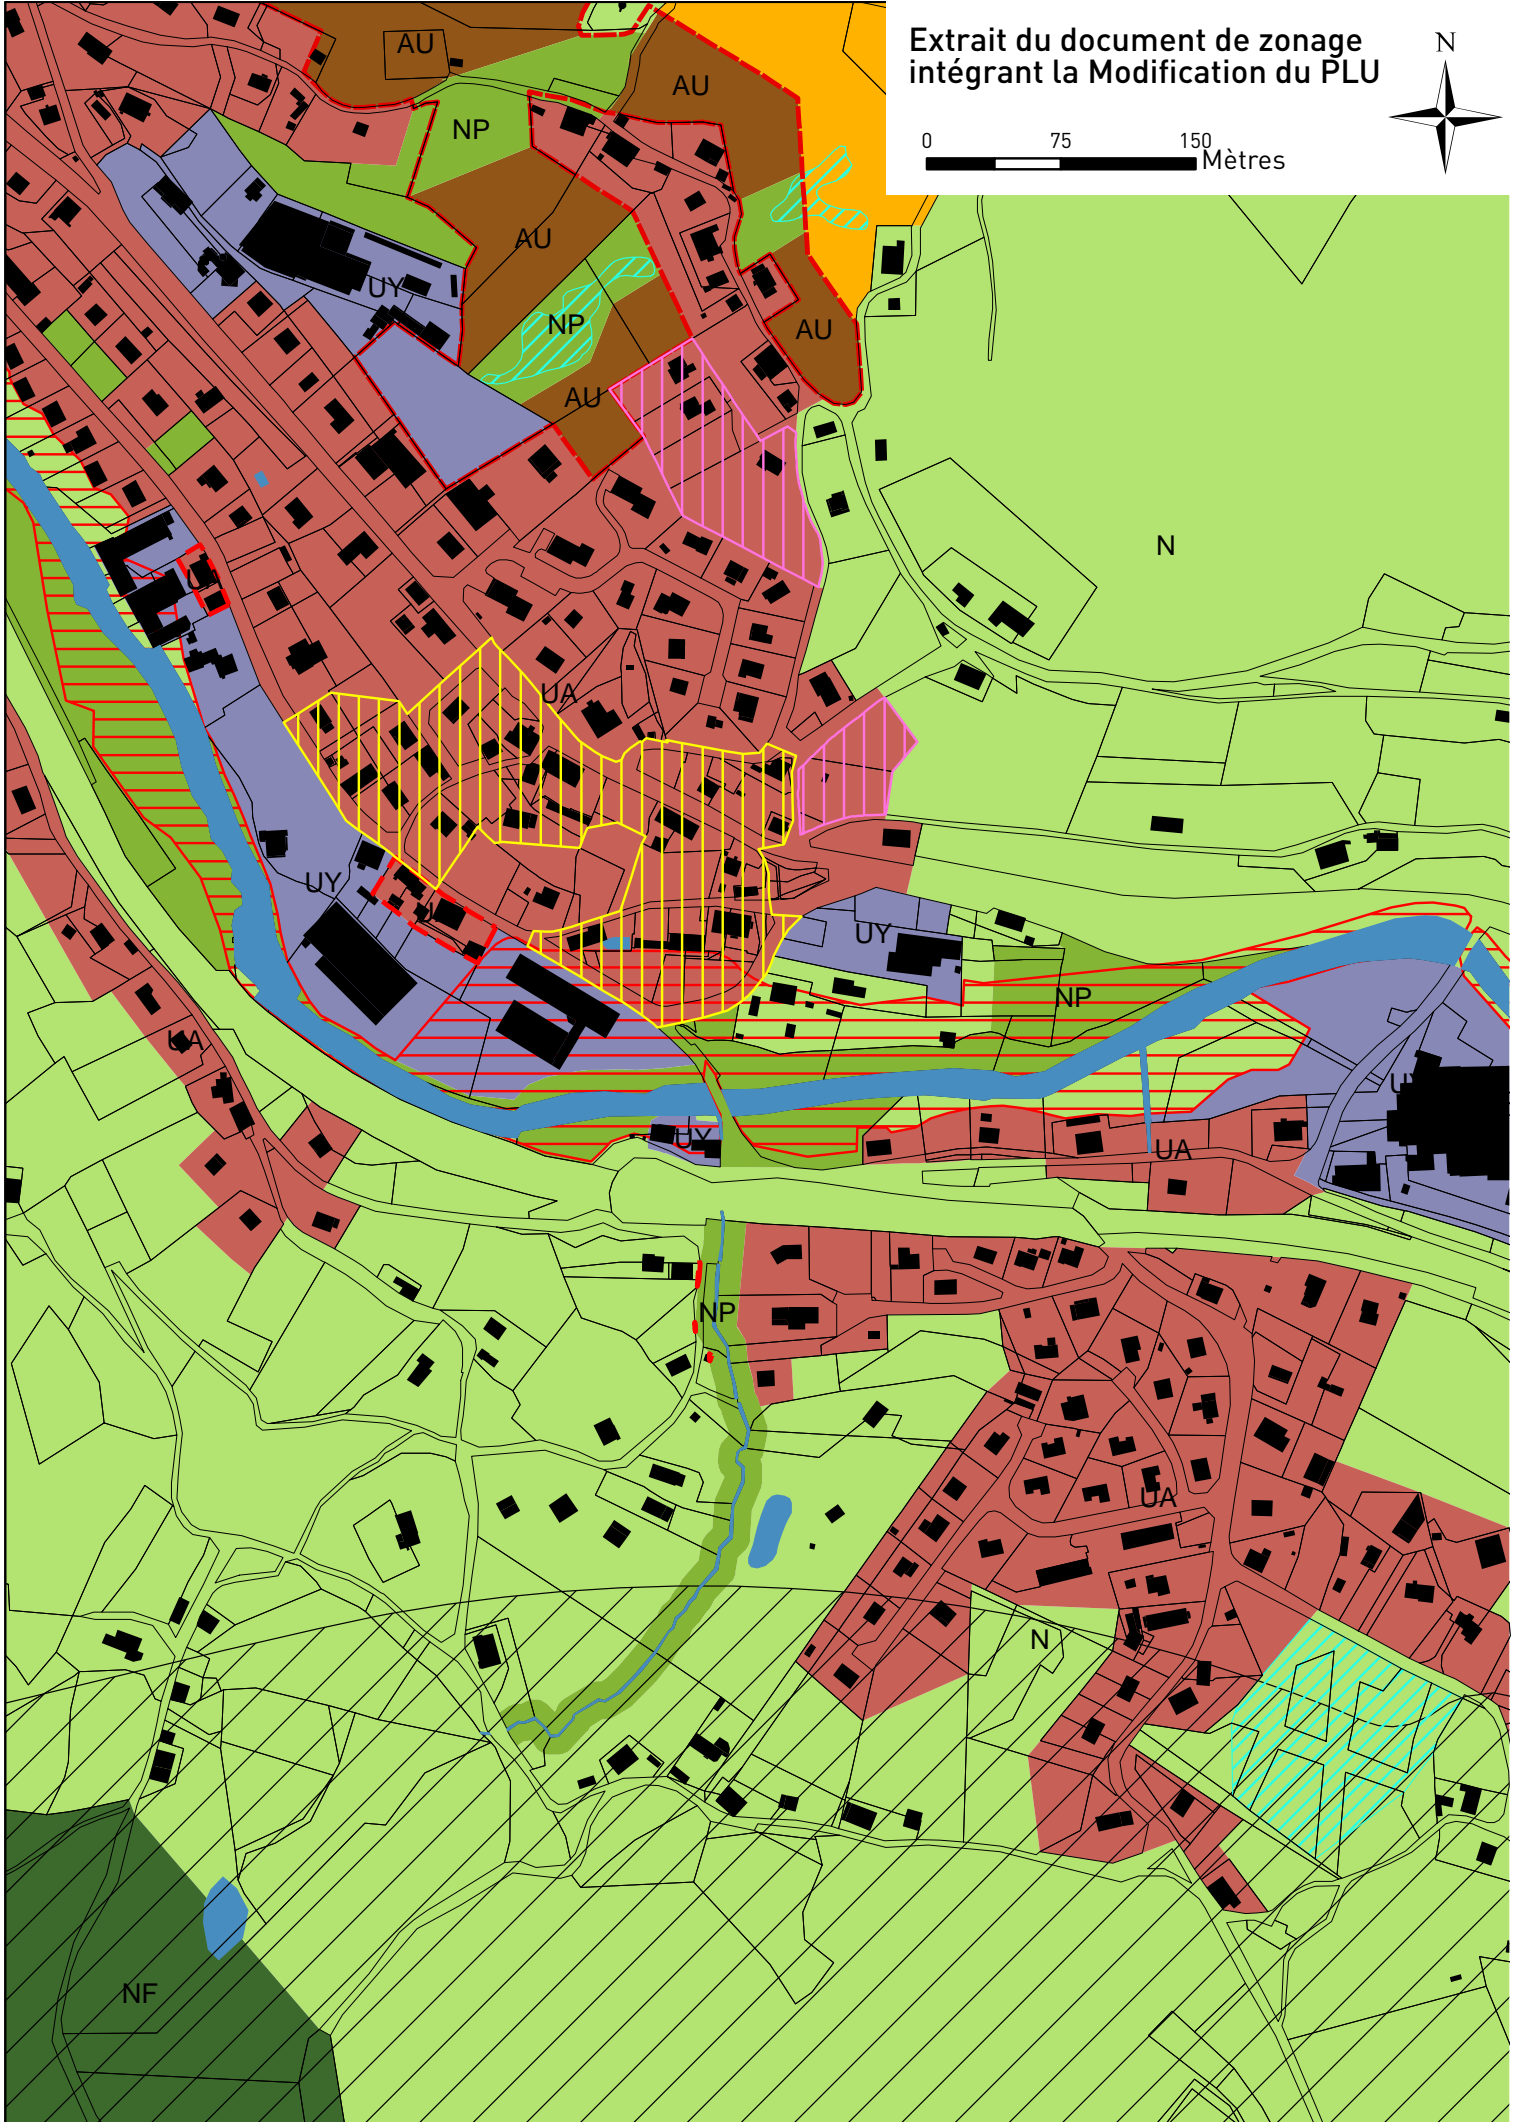 Extrait du document de zonage
intégrant la Modification du PLU
N
0 75 150
Mètres
AU
AU
NP
AU
UY
NP
AU
AU
N
UA
UY
UY
NP
UA
UY
UA
NP
UA
N
NF